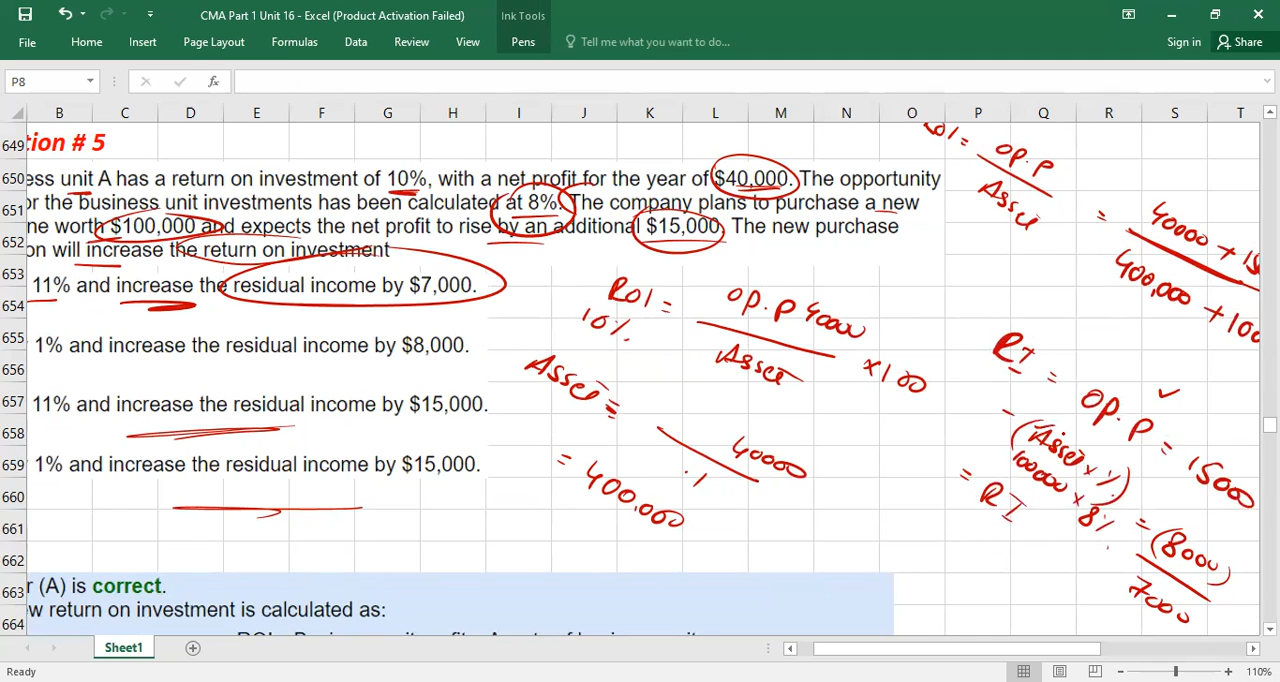 CMA Part 1 Unit 16 - Excel (Product Activation Failed)
Ink Tools
File Home Insert Page Layout Formulas Data Review View Pens Tell me what you want to do... Sign in Share
P8 fx
B C D E F G H I J K L M N O P Q R S T
649 tion # 5
650 ess unit A has a return on investment of 10%, with a net profit for the year of $40,000. The opportunity
651 or the business unit investments has been calculated at 8%. The company plans to purchase a new
652 ne worth $100,000 and expects the net profit to rise by an additional $15,000. The new purchase
on will increase the return on investment
653 11% and increase the residual income by $7,000.
654
655 1% and increase the residual income by $8,000.
656
657 11% and increase the residual income by $15,000.
658
659 1% and increase the residual income by $15,000.
660
661
662
663 r (A) is correct.
664 w return on investment is calculated as:
ROI = OP.P 40000
10% Asset × 100
Asset = 40000
.1
= 400,000
ROI = OP.P
Asset
= 40000 + 15
400,000 + 100
RI = OP.P = 15000
- (Asset × %)
100000 × 8% = (8000)
= RI 7000
Sheet1
Ready
110%